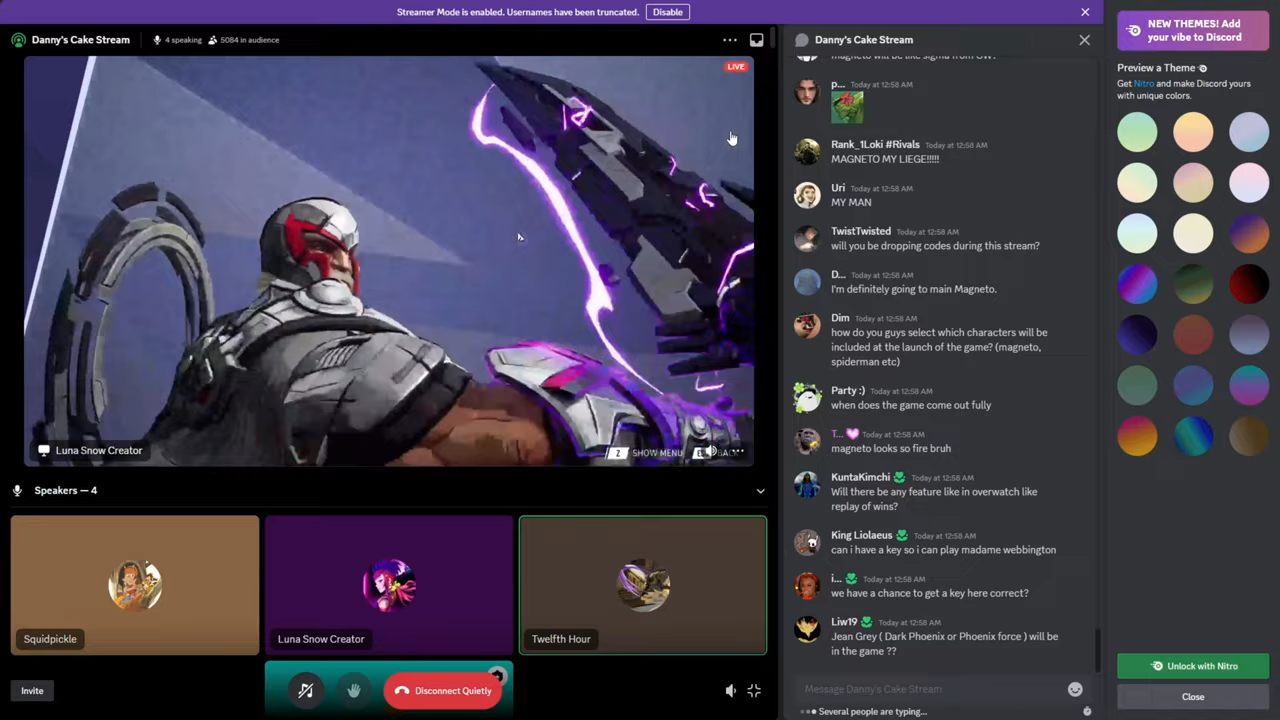 Streamer Mode is enabled. Usernames have been truncated. Disable
Danny's Cake Stream 4 speaking 5084 in audience
LIVE
Luna Snow Creator
Z SHOW MENU
Speakers — 4
Squidpickle
Luna Snow Creator
Twelfth Hour
Invite
Disconnect Quietly
Danny's Cake Stream
magneto will be like sigma from OW?
p... Today at 12:58 AM
Rank_1Loki #Rivals Today at 12:58 AM
MAGNETO MY LIEGE!!!!!
Uri Today at 12:58 AM
MY MAN
TwistTwisted Today at 12:58 AM
will you be dropping codes during this stream?
D... Today at 12:58 AM
I'm definitely going to main Magneto.
Dim Today at 12:58 AM
how do you guys select which characters will be
included at the launch of the game? (magneto,
spiderman etc)
Party :) Today at 12:58 AM
when does the game come out fully
T... Today at 12:58 AM
magneto looks so fire bruh
KuntaKimchi Today at 12:58 AM
Will there be any feature like in overwatch like
replay of wins?
King Liolaeus Today at 12:58 AM
can i have a key so i can play madame webbington
i... Today at 12:58 AM
we have a chance to get a key here correct?
Liw19 Today at 12:58 AM
Jean Grey ( Dark Phoenix or Phoenix force ) will be
in the game ??
Message Danny's Cake Stream
Several people are typing...
NEW THEMES! Add
your vibe to Discord
Preview a Theme
Get Nitro and make Discord yours
with unique colors.
Unlock with Nitro
Close